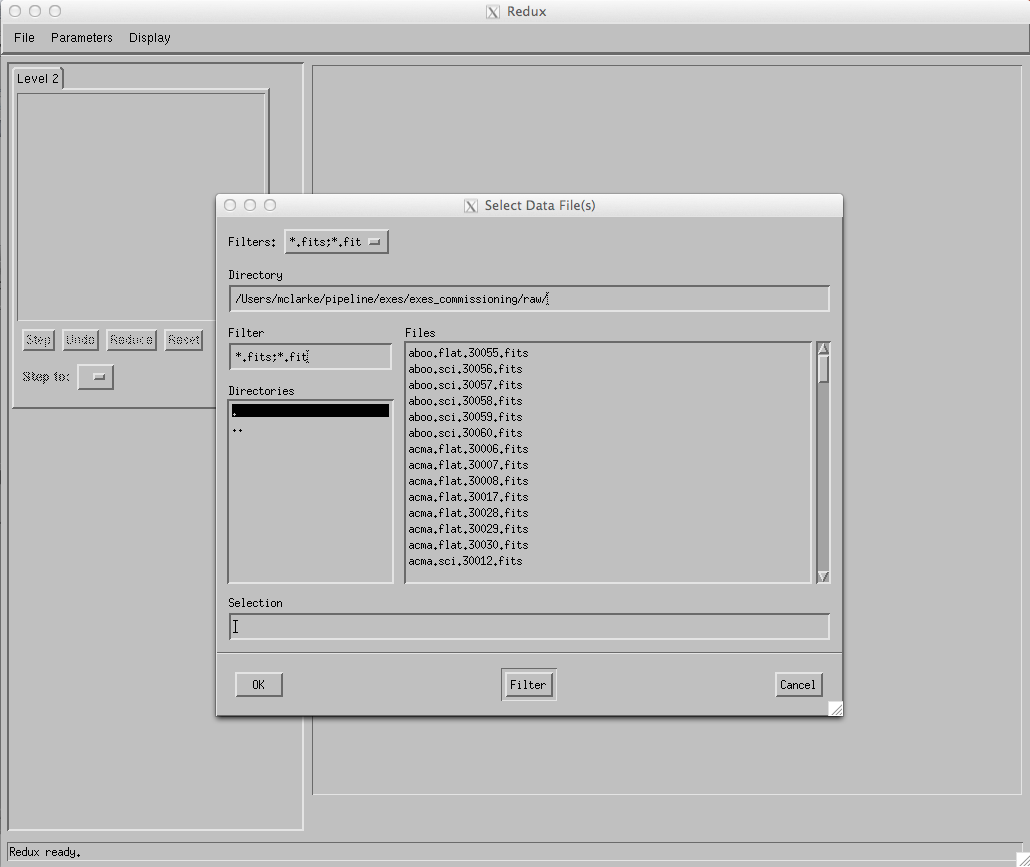 Redux
File Parameters Display
Level 2
Step Undo Reduce Reset
Step to:
Select Data File(s)
Filters: *.fits;*.fit
Directory
/Users/mclarke/pipeline/exes/exes_commissioning/raw/
Filter
*.fits;*.fit
Directories
.
..
Files
aboo.flat.30055.fits
aboo.sci.30056.fits
aboo.sci.30057.fits
aboo.sci.30058.fits
aboo.sci.30059.fits
aboo.sci.30060.fits
acma.flat.30006.fits
acma.flat.30007.fits
acma.flat.30008.fits
acma.flat.30017.fits
acma.flat.30028.fits
acma.flat.30029.fits
acma.flat.30030.fits
acma.sci.30012.fits
Selection
OK Filter Cancel
Redux ready.